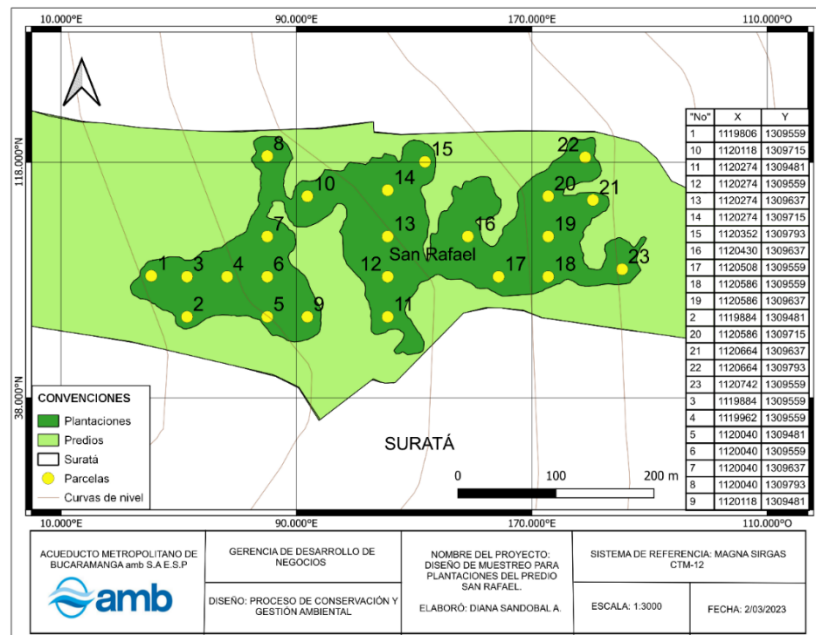 10.000°E 90.000°E 170.000°E 110.000°E
118.000°N
38.000°N
118.000°N
38.000°N
8
15
22
10
14
20
21
7
13
16
19
San Rafael
1
3
4
6
12
17
18
23
2
5
9
11
SURATÁ
0 100 200 m
CONVENCIONES
Plantaciones
Predios
Suratá
Parcelas
Curvas de nivel
"No" X Y
1 1119806 1309559
10 1120118 1309715
11 1120274 1309481
12 1120274 1309559
13 1120274 1309637
14 1120274 1309715
15 1120352 1309793
16 1120430 1309637
17 1120508 1309559
18 1120586 1309559
19 1120586 1309637
2 1119884 1309481
20 1120586 1309715
21 1120664 1309637
22 1120664 1309793
23 1120742 1309559
3 1119884 1309559
4 1119962 1309559
5 1120040 1309481
6 1120040 1309559
7 1120040 1309637
8 1120040 1309793
9 1120118 1309481
10.000°E 90.000°E 170.000°E 110.000°E
ACUEDUCTO METROPOLITANO DE
BUCARAMANGA amb S.A E.S.P
amb
GERENCIA DE DESARROLLO DE
NEGOCIOS
DISEÑO: PROCESO DE CONSERVACIÓN Y
GESTIÓN AMBIENTAL
NOMBRE DEL PROYECTO:
DISEÑO DE MUESTREO PARA
PLANTACIONES DEL PREDIO
SAN RAFAEL.
ELABORÓ: DIANA SANDOBAL A.
SISTEMA DE REFERENCIA: MAGNA SIRGAS
CTM-12
ESCALA: 1:3000
FECHA: 2/03/2023